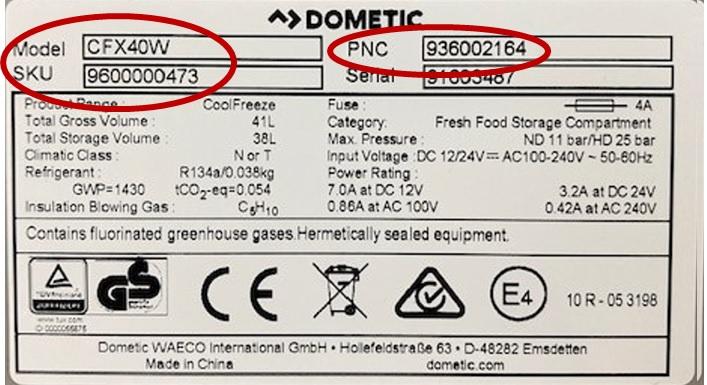 DOMETIC
Model CFX40W PNC 936002164
SKU 9600000473 Serial 91603487
Product Range : CoolFreeze Fuse : 4A
Total Gross Volume : 41L Category: Fresh Food Storage Compartment
Total Storage Volume : 38L Max. Pressure : ND 11 bar/HD 25 bar
Climatic Class : N or T Input Voltage :DC 12/24V⎓ AC100-240V ~ 50-60Hz
Refrigerant : R134a/0.038kg Power Rating :
GWP=1430 tCO₂-eq=0.054 7.0A at DC 12V 3.2A at DC 24V
Insulation Blowing Gas : C₅H₁₀ 0.86A at AC 100V 0.42A at AC 240V
Contains fluorinated greenhouse gases.Hermetically sealed equipment.
GS CE E4 10 R - 05 3198
www.tuv.com
Dometic WAECO International GmbH • Hollefeldstraße 63 • D-48282 Emsdetten
Made in China dometic.com